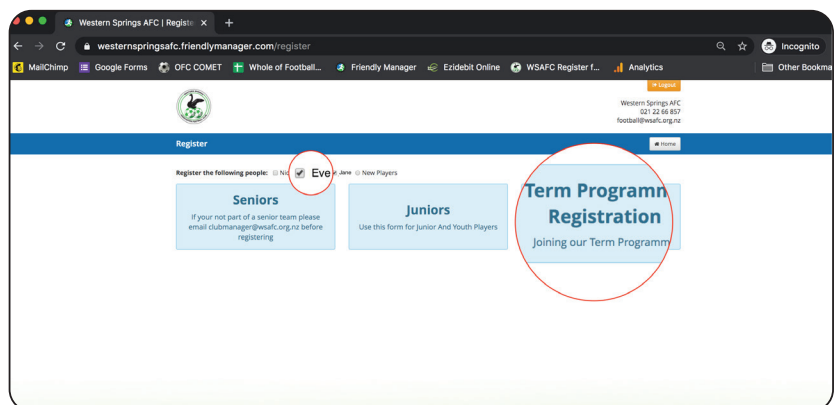 Western Springs AFC | Registe
westernspringsafc.friendlymanager.com/register
Incognito
MailChimp
Google Forms
OFC COMET
Whole of Football...
Friendly Manager
Ezidebit Online
WSAFC Register f...
Analytics
Other Bookma
Logout
Western Springs AFC
021 22 66 857
football@wsafc.org.nz
Register
Home
Register the following people: Eve Jane New Players
Seniors
If your not part of a senior team please
email clubmanager@wsafc.org.nz before
registering
Juniors
Use this form for Junior And Youth Players
Term Programm
Registration
Joining our Term Programm